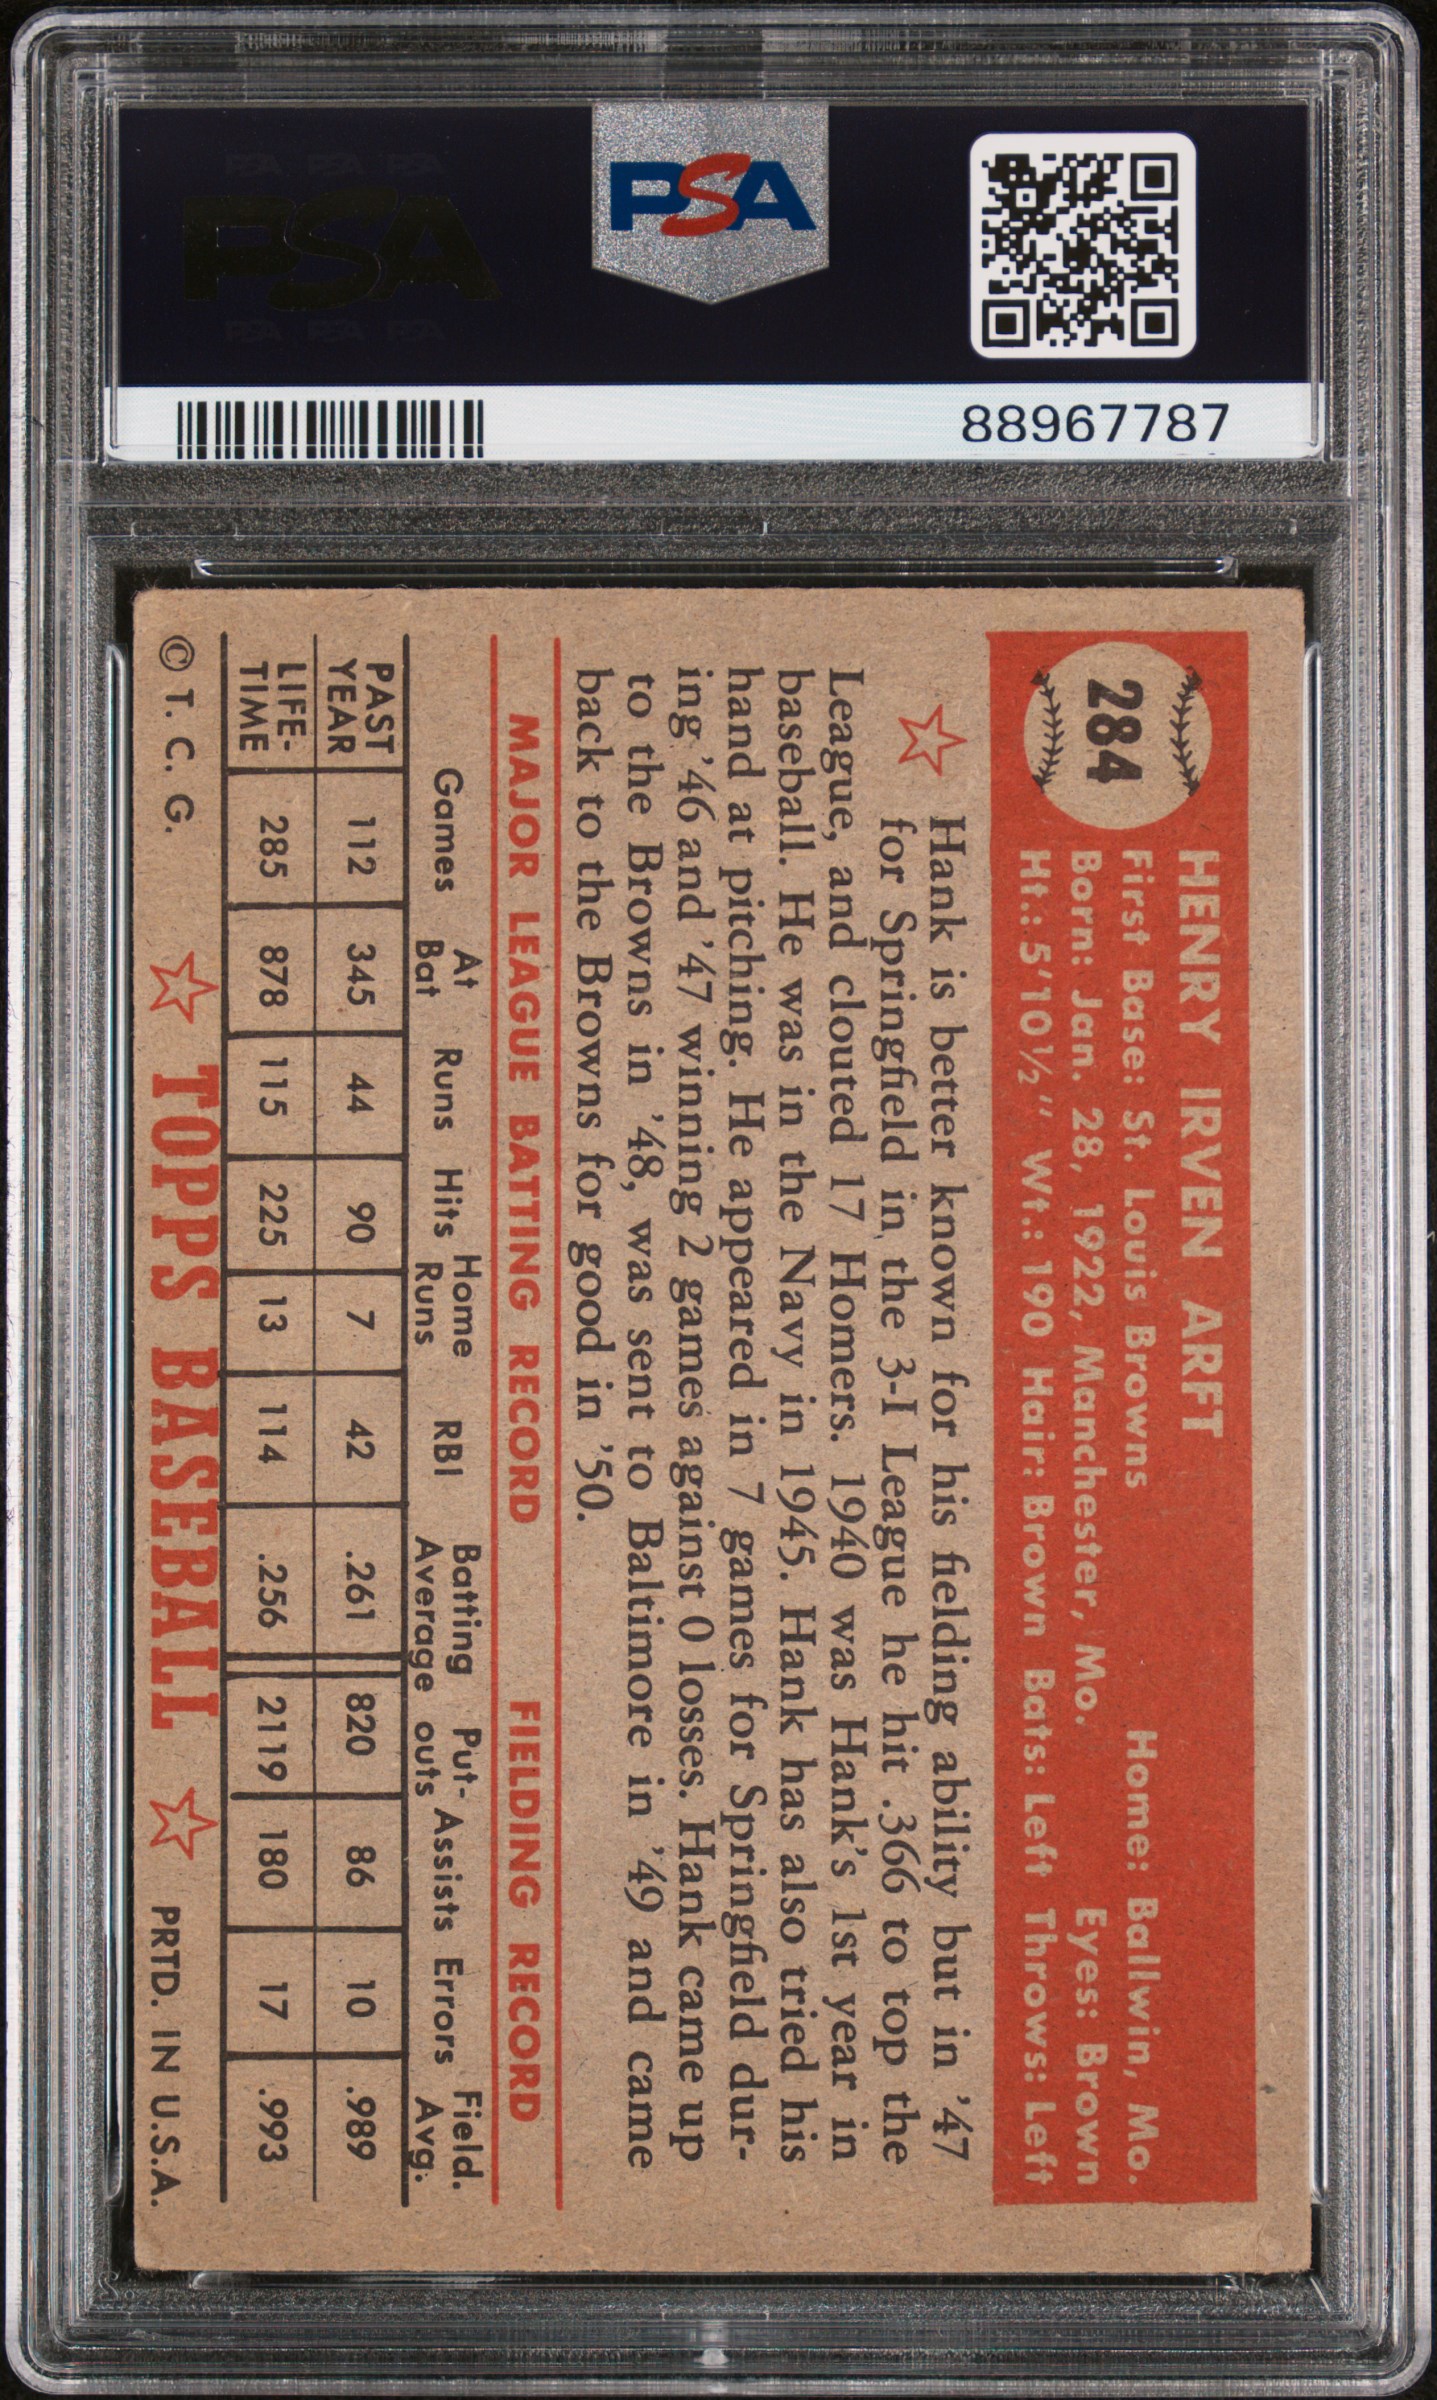 PSA PSA PSA
PSA
PSA PSA PSA
PSA
88967787
284
HENRY IRVEN ARFT
First Base: St. Louis Browns Home: Ballwin, Mo.
Born: Jan. 28, 1922, Manchester, Mo. Eyes: Brown
Ht.: 5'10½" Wt.: 190 Hair: Brown Bats: Left Throws: Left
Hank is better known for his fielding ability but in '47
for Springfield in the 3-I League he hit .366 to top the
League, and clouted 17 Homers. 1940 was Hank's 1st year in
baseball. He was in the Navy in 1945. Hank has also tried his
hand at pitching. He appeared in 7 games for Springfield dur-
ing '46 and '47 winning 2 games against 0 losses. Hank came up
to the Browns in '48, was sent to Baltimore in '49 and came
back to the Browns for good in '50.
MAJOR LEAGUE BATTING RECORD FIELDING RECORD
Games At Bat Runs Hits Home Runs RBI Batting Average Put-outs Assists Errors Field. Avg.
PAST YEAR 112 345 44 90 7 42 .261 820 86 10 .989
LIFE-TIME 285 878 115 225 13 114 .256 2119 180 17 .993
© T. C. G. TOPPS BASEBALL PRTD. IN U.S.A.